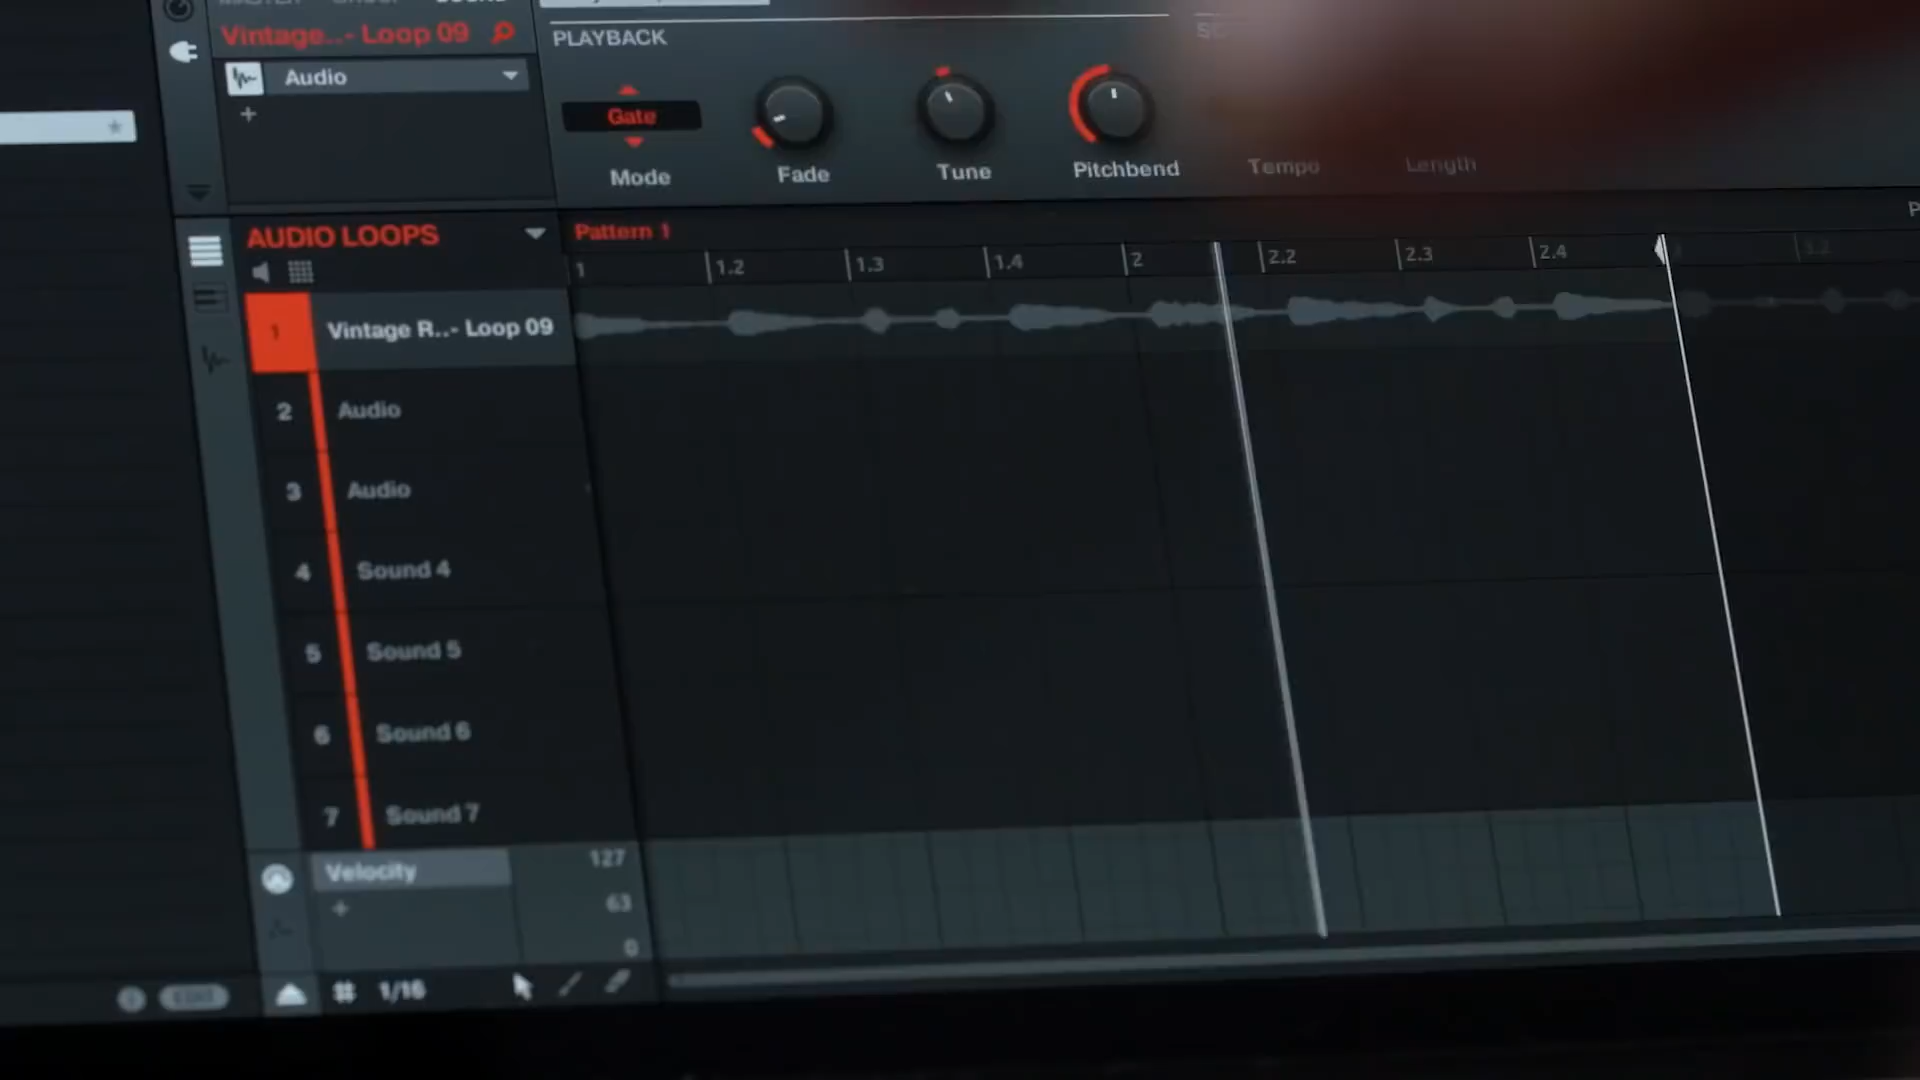 Vintage..- Loop 09
PLAYBACK
Audio
+
Gate
Mode
Fade
Tune
Pitchbend
Tempo
Length
AUDIO LOOPS
Pattern 1
1 1.2 1.3 1.4 2 2.2 2.3 2.4 3.2
1 Vintage R..- Loop 09
2 Audio
3 Audio
4 Sound 4
5 Sound 5
6 Sound 6
7 Sound 7
Velocity
+
127
63
0
1/16